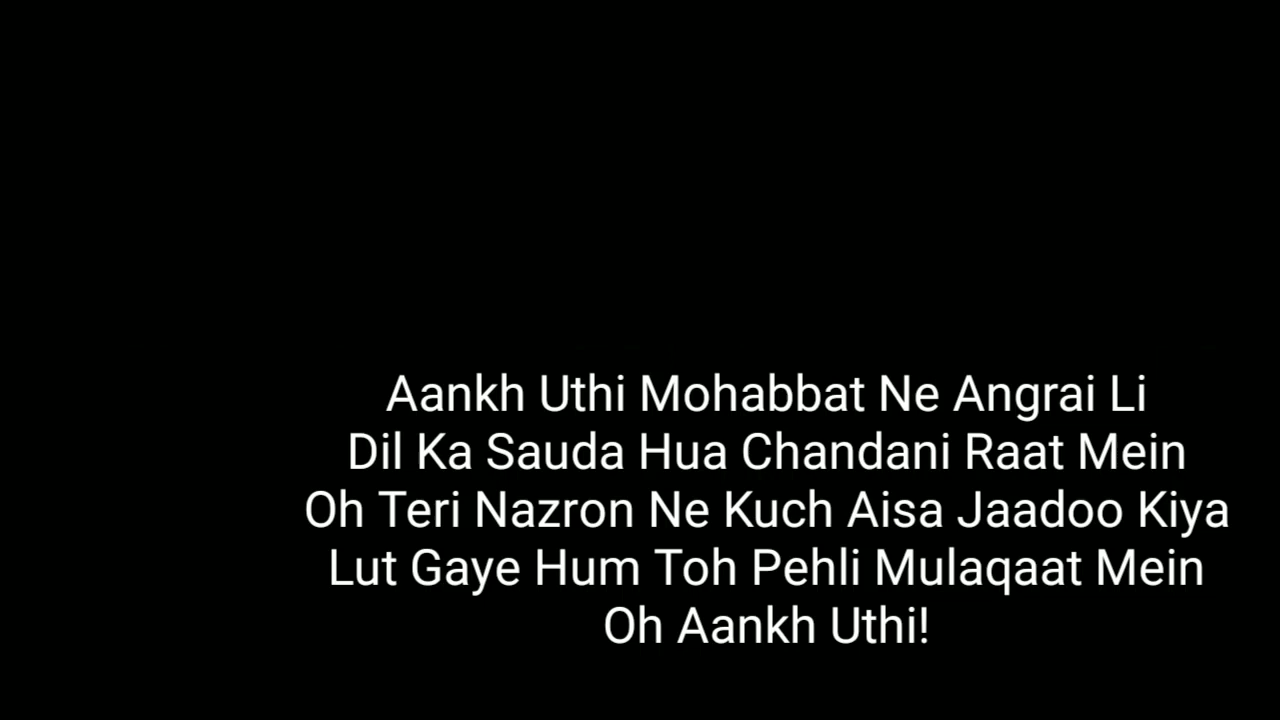 Aankh Uthi Mohabbat Ne Angrai Li
Dil Ka Sauda Hua Chandani Raat Mein
Oh Teri Nazron Ne Kuch Aisa Jaadoo Kiya
Lut Gaye Hum Toh Pehli Mulaqaat Mein
Oh Aankh Uthi!